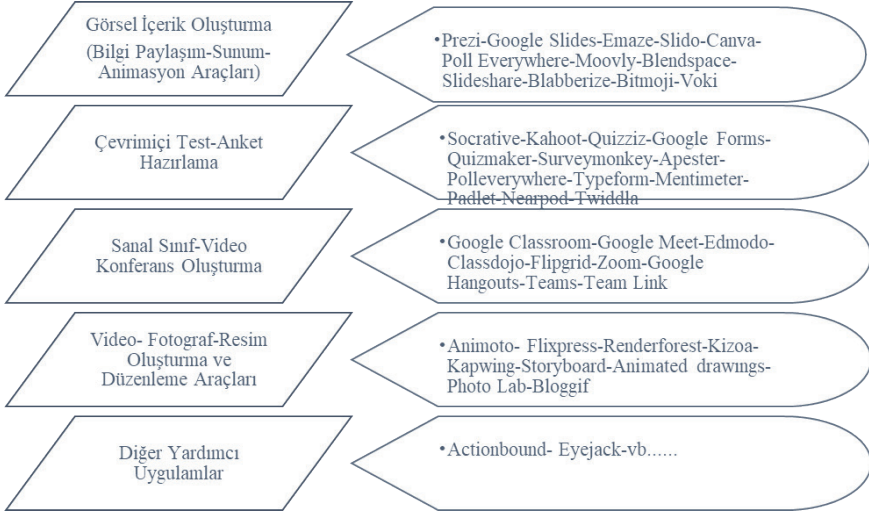 Görsel İçerik Oluşturma
(Bilgi Paylaşım-Sunum-
Animasyon Araçları)
•Prezi-Google Slides-Emaze-Slido-Canva-
Poll Everywhere-Moovly-Blendspace-
Slideshare-Blabberize-Bitmoji-Voki
Çevrimiçi Test-Anket
Hazırlama
•Socrative-Kahoot-Quizziz-Google Forms-
Quizmaker-Surveymonkey-Apester-
Polleverywhere-Typeform-Mentimeter-
Padlet-Nearpod-Twiddla
Sanal Sınıf-Video
Konferans Oluşturma
•Google Classroom-Google Meet-Edmodo-
Classdojo-Flipgrid-Zoom-Google
Hangouts-Teams-Team Link
Video- Fotograf-Resim
Oluşturma ve
Düzenleme Araçları
•Animoto- Flixpress-Renderforest-Kizoa-
Kapwing-Storyboard-Animated drawıngs-
Photo Lab-Bloggif
Diğer Yardımcı
Uygulamlar
•Actionbound- Eyejack-vb......